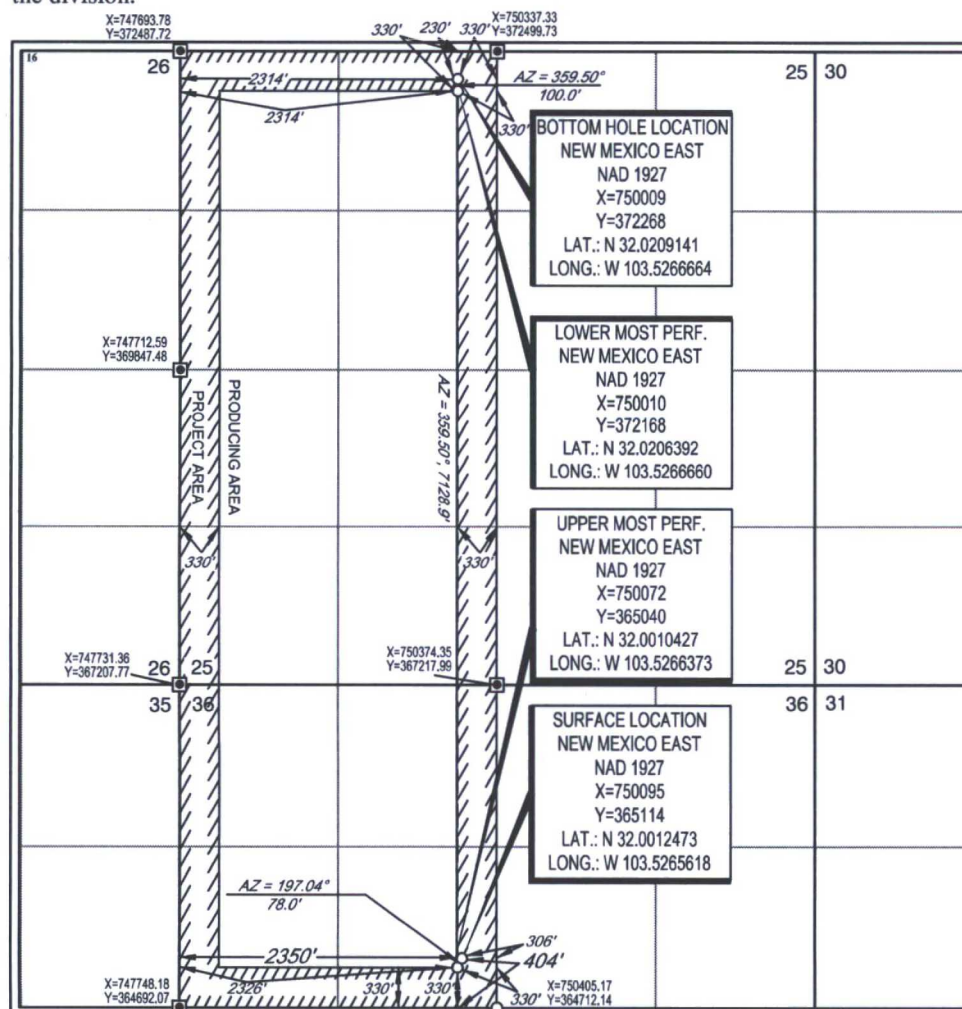 the division.
X=747693.78
Y=372487.72
X=750337.33
Y=372499.73
330'
230'
330'
16
26
25
30
2314'
AZ = 359.50°
100.0'
2314'
330'
BOTTOM HOLE LOCATION
NEW MEXICO EAST
NAD 1927
X=750009
Y=372268
LAT.: N 32.0209141
LONG.: W 103.5266664
X=747712.59
Y=369847.48
LOWER MOST PERF.
NEW MEXICO EAST
NAD 1927
X=750010
Y=372168
LAT.: N 32.0206392
LONG.: W 103.5266660
PROJECT AREA
PRODUCING AREA
AZ = 359.50°, 7128.9'
330'
330'
UPPER MOST PERF.
NEW MEXICO EAST
NAD 1927
X=750072
Y=365040
LAT.: N 32.0010427
LONG.: W 103.5266373
X=747731.36
Y=367207.77
X=750374.35
Y=367217.99
26
25
25
30
35
36
36
31
SURFACE LOCATION
NEW MEXICO EAST
NAD 1927
X=750095
Y=365114
LAT.: N 32.0012473
LONG.: W 103.5265618
AZ = 197.04°
78.0'
306'
2350'
404'
X=747748.18
Y=364692.07
2326'
330'
330'
330'
X=750405.17
Y=364712.14